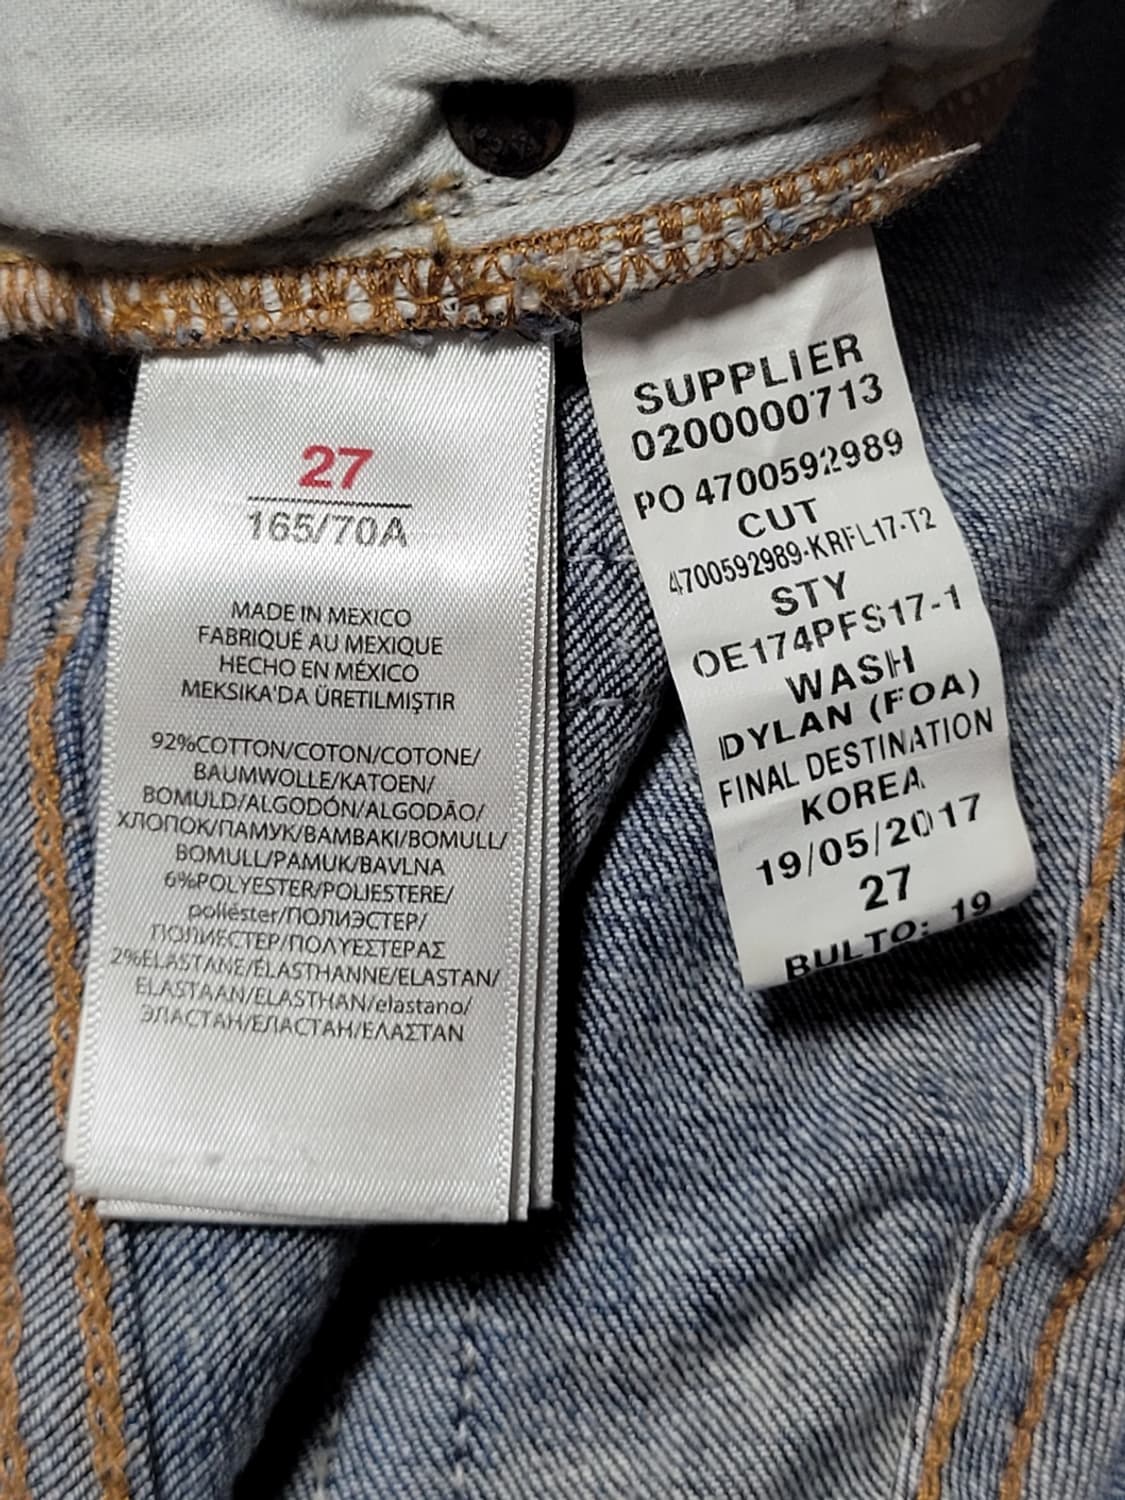 27
165/70A
MADE IN MEXICO
FABRIQUÉ AU MEXIQUE
HECHO EN MÉXICO
MEKSIKA'DA ÜRETILMIŞTIR
92%COTTON/COTON/COTONE/
BAUMWOLLE/KATOEN/
BOMULD/ALGODÓN/ALGODÃO/
ХЛОПОК/ПАМУК/ΒΑΜΒΑΚΙ/BOMULL/
BOMULL/PAMUK/BAVLNA
6%POLYESTER/POLIESTERE/
poliéster/ПОЛИЭСТЕР/
ПОЛИЕСТЕР/ΠΟΛΥΕΣΤΕΡΑΣ
2%ELASTANE/ÉLASTHANNE/ELASTAN/
ELASTAAN/ELASTHAN/elastano/
ЭЛАСТАН/ЕЛАСТАН/ΕΛΑΣΤΑΝ
SUPPLIER
0200000713
PO 4700592989
CUT
4700592989-KRFL17-T2
STY
OE174PFS17-1
WASH
DYLAN (FOA)
FINAL DESTINATION
KOREA
19/05/2017
27
BULTO: 19